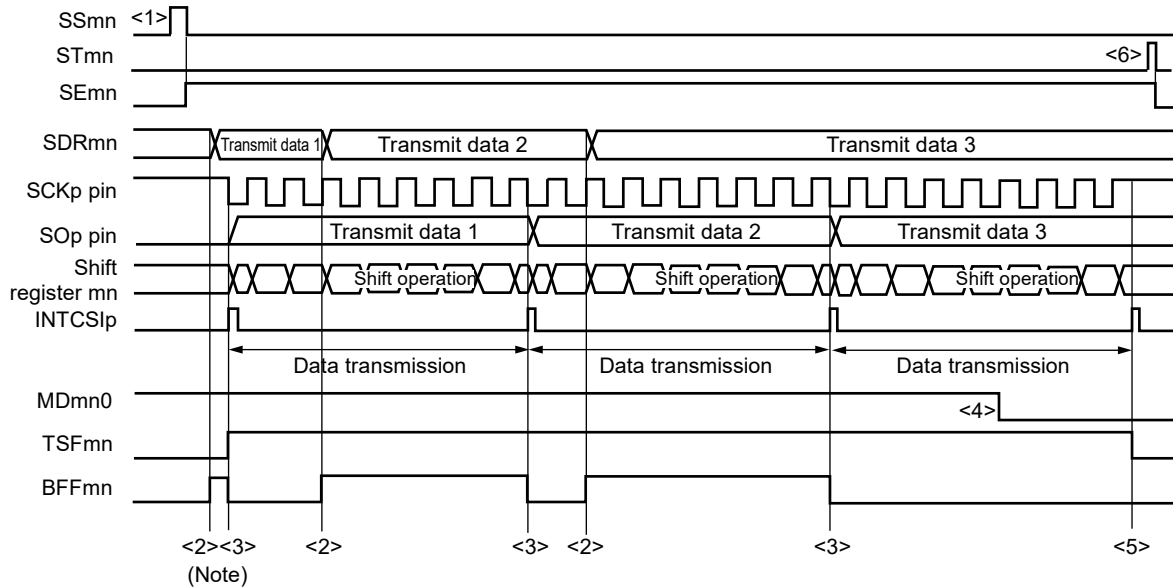 SSmn <1>
STmn <6>
SEmn
SDRmn Transmit data 1 Transmit data 2 Transmit data 3
SCKp pin
SOp pin Transmit data 1 Transmit data 2 Transmit data 3
Shift
register mn Shift operation Shift operation Shift operation
INTCSIp
Data transmission Data transmission Data transmission
MDmn0 <4>
TSFmn
BFFmn
<2> <3> <2> <3> <2> <3> <5>
(Note)